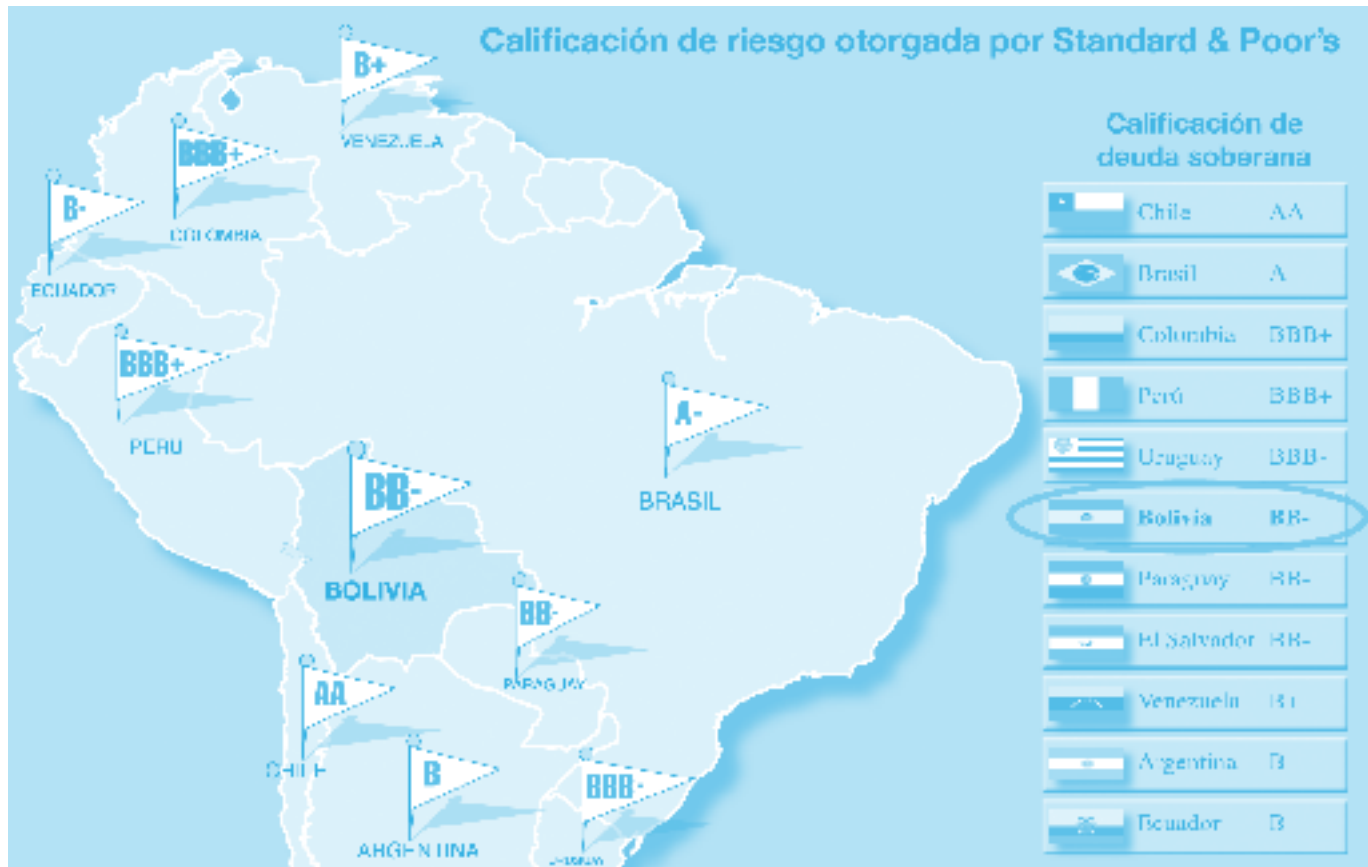 Calificación de riesgo otorgada por Standard & Poor's
B+
VENEZUELA
BBB+
COLOMBIA
B-
ECUADOR
BBB+
PERU
A-
BRASIL
BB-
BOLIVIA
BB-
PARAGUAY
AA
CHILE
B
ARGENTINA
BBB-
URUGUAY
Calificación de
deuda soberana
Chile AA
Brasil A
Columbia BBB+
Perú BBB+
Uruguay BBB-
Bolivia BB-
Paraguay BB-
El Salvador BB-
Venezuela B+
Argentina B
Ecuador B